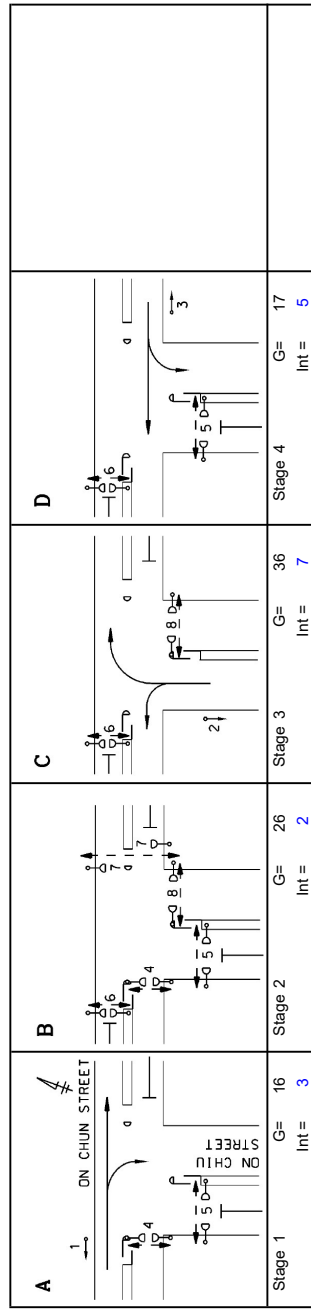 A
1
ON CHUN STREET
4
5
ON CHIU
STREET
Stage 1 G= 16
Int = 3
B
6
7
7
4
8
5
Stage 2 G= 26
Int = 2
C
6
8
2
Stage 3 G= 36
Int = 7
D
6
3
5
Stage 4 G= 17
Int = 5